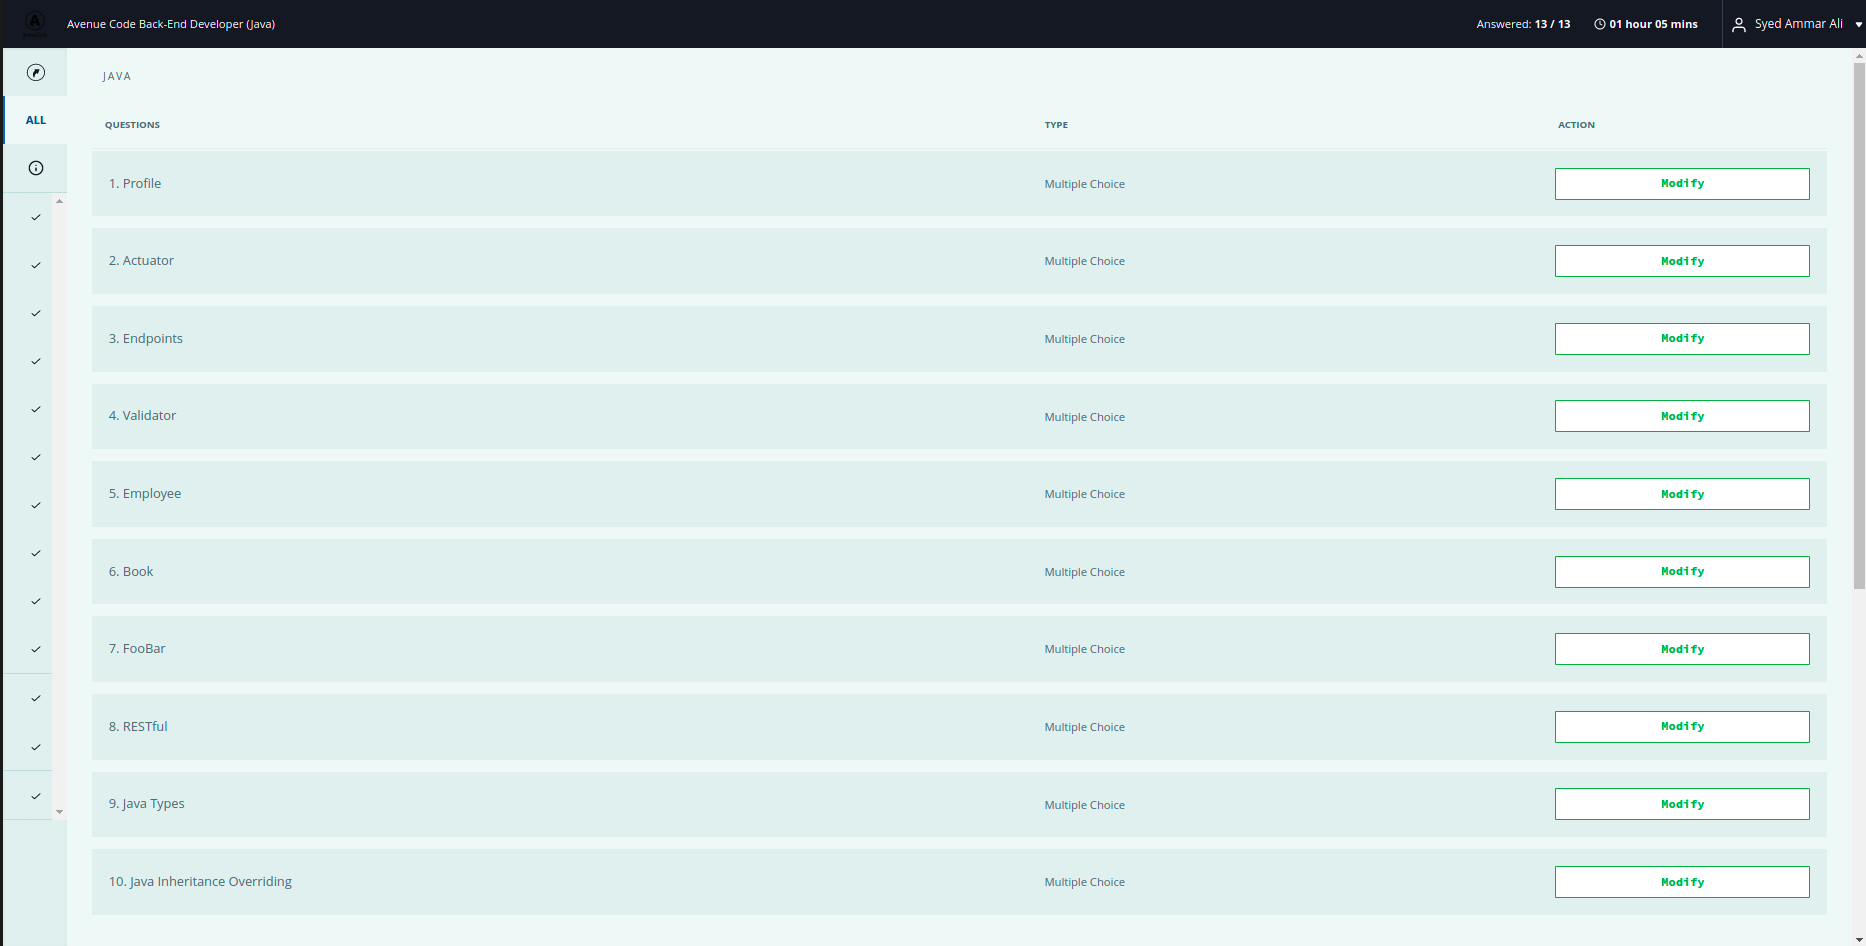 Avenue Code Back-End Developer (Java)
Answered: 13 / 13
01 hour 05 mins
Syed Ammar Ali
ALL
JAVA
QUESTIONS TYPE ACTION
1. Profile Multiple Choice Modify
2. Actuator Multiple Choice Modify
3. Endpoints Multiple Choice Modify
4. Validator Multiple Choice Modify
5. Employee Multiple Choice Modify
6. Book Multiple Choice Modify
7. FooBar Multiple Choice Modify
8. RESTful Multiple Choice Modify
9. Java Types Multiple Choice Modify
10. Java Inheritance Overriding Multiple Choice Modify